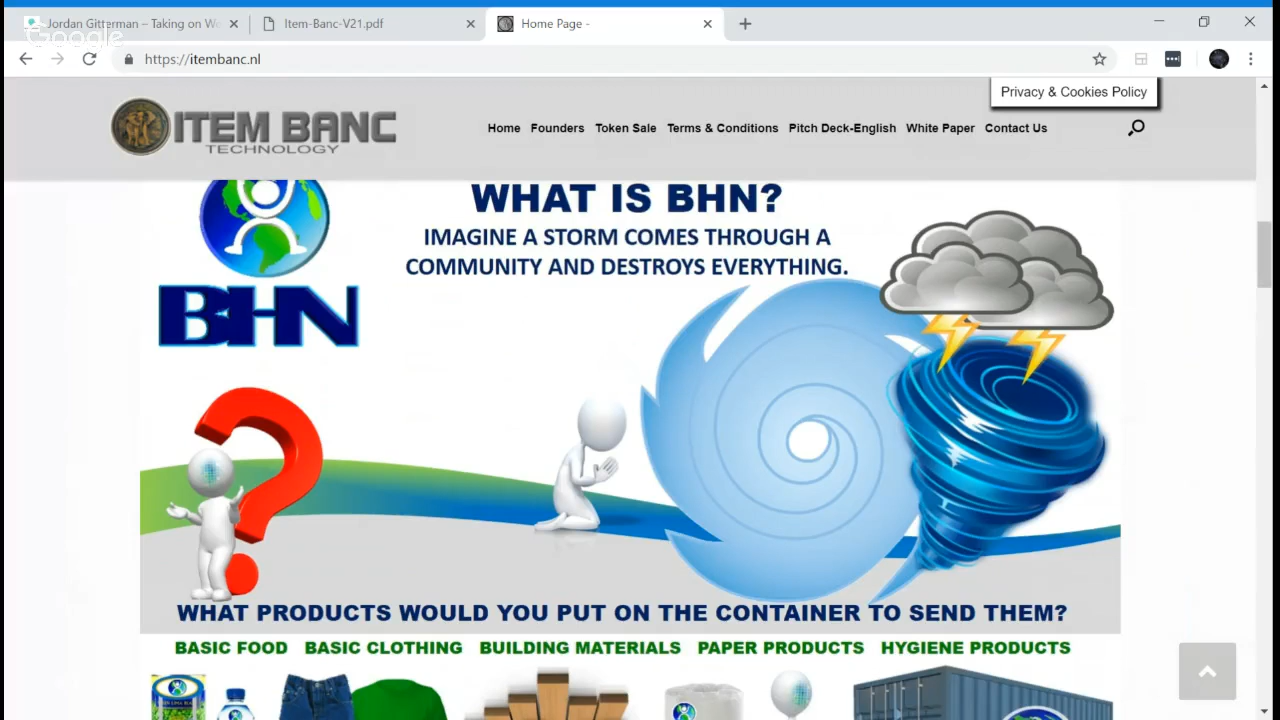 Jordan Gitterman – Taking on Wo
Item-Banc-V21.pdf
Home Page -
Google
https://itembanc.nl
Privacy & Cookies Policy
ITEM BANC
TECHNOLOGY
Home Founders Token Sale Terms & Conditions Pitch Deck-English White Paper Contact Us
WHAT IS BHN?
IMAGINE A STORM COMES THROUGH A
COMMUNITY AND DESTROYS EVERYTHING.
BHN
WHAT PRODUCTS WOULD YOU PUT ON THE CONTAINER TO SEND THEM?
BASIC FOOD BASIC CLOTHING BUILDING MATERIALS PAPER PRODUCTS HYGIENE PRODUCTS